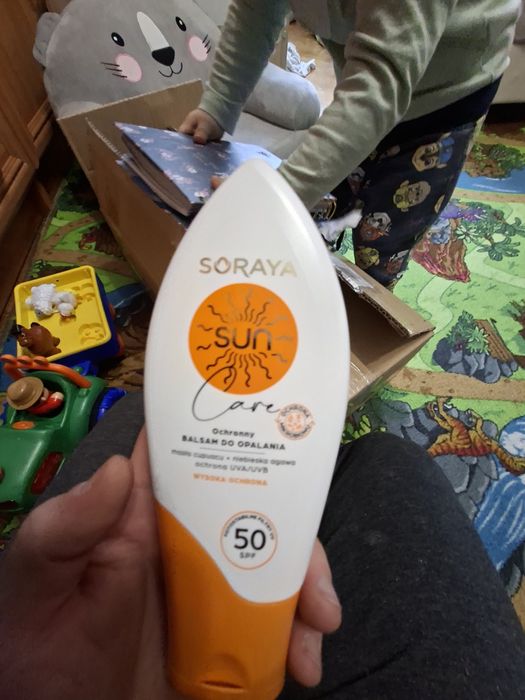 SORAYA
sun
Care
Ochronny
BALSAM DO OPALANIA
masło cupuacu • niebieska agawa
ochrona UVA/UVB
WYSOKA OCHRONA
50
SPF